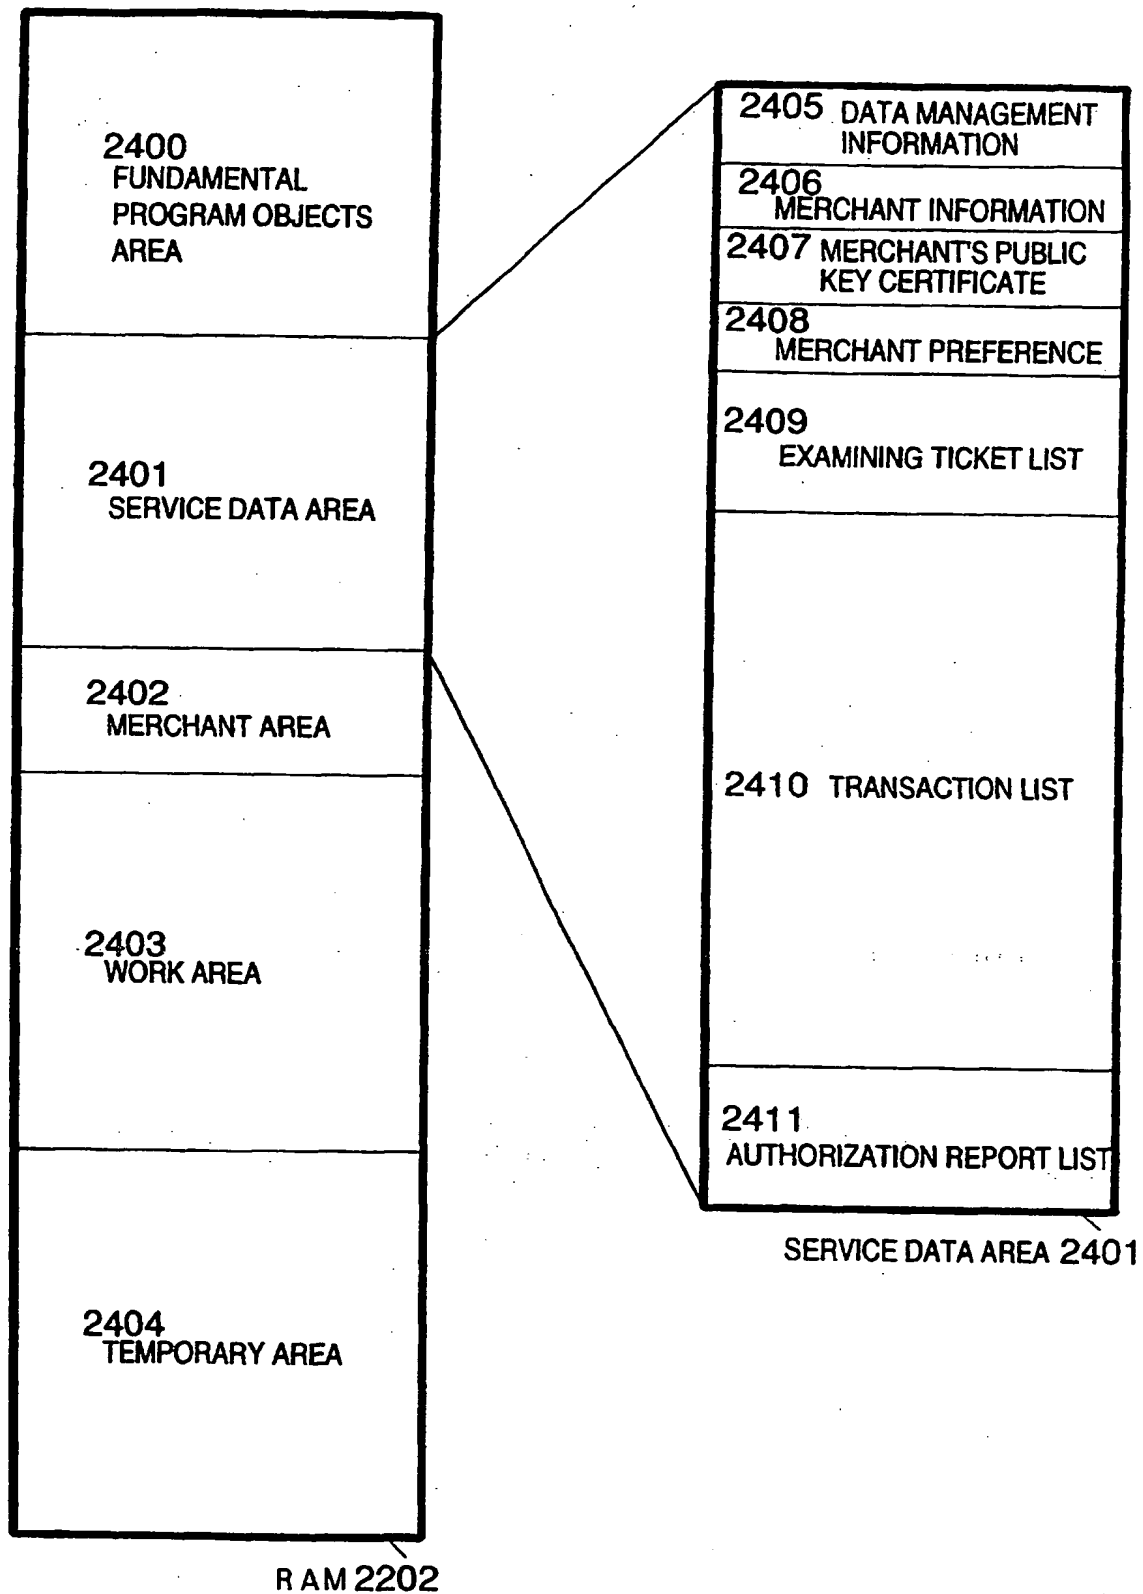 2400
FUNDAMENTAL
PROGRAM OBJECTS
AREA
2401
SERVICE DATA AREA
2402
MERCHANT AREA
2403
WORK AREA
2404
TEMPORARY AREA
RAM 2202
2405 DATA MANAGEMENT
INFORMATION
2406
MERCHANT INFORMATION
2407 MERCHANT'S PUBLIC
KEY CERTIFICATE
2408
MERCHANT PREFERENCE
2409
EXAMINING TICKET LIST
2410 TRANSACTION LIST
2411
AUTHORIZATION REPORT LIST
SERVICE DATA AREA 2401